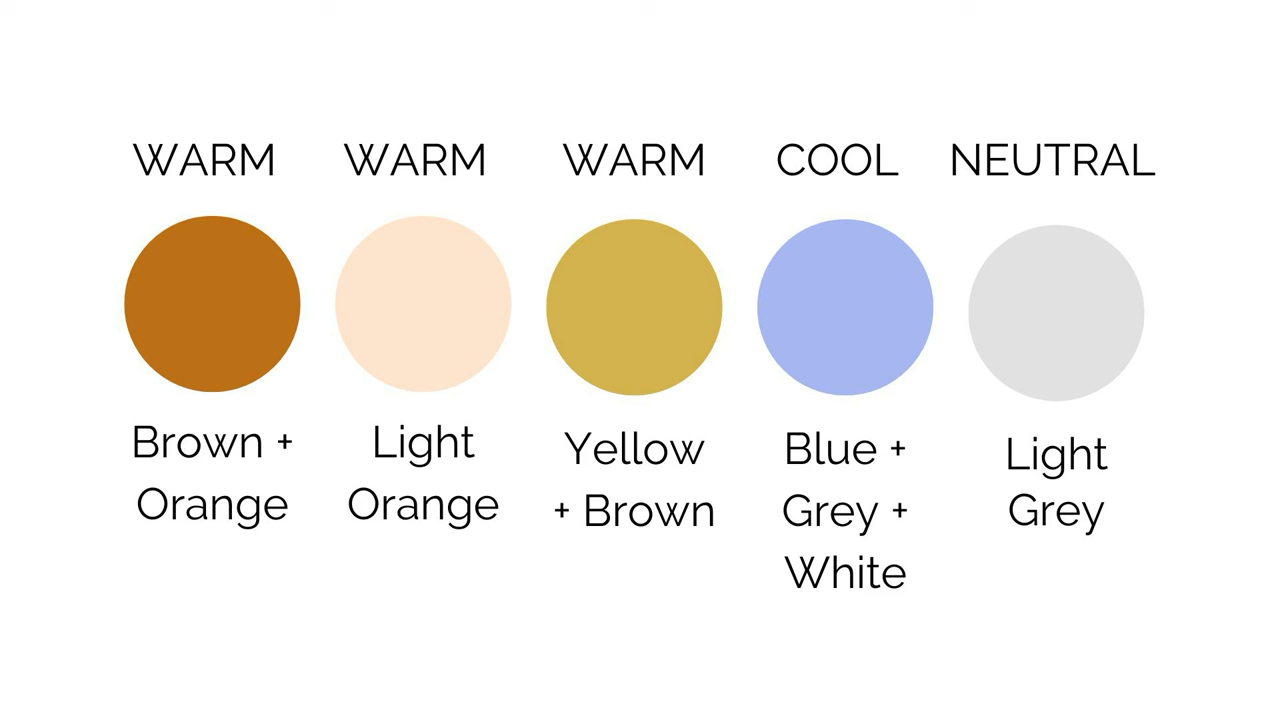 WARM WARM WARM COOL NEUTRAL
Brown +
Orange
Light
Orange
Yellow
+ Brown
Blue +
Grey +
White
Light
Grey